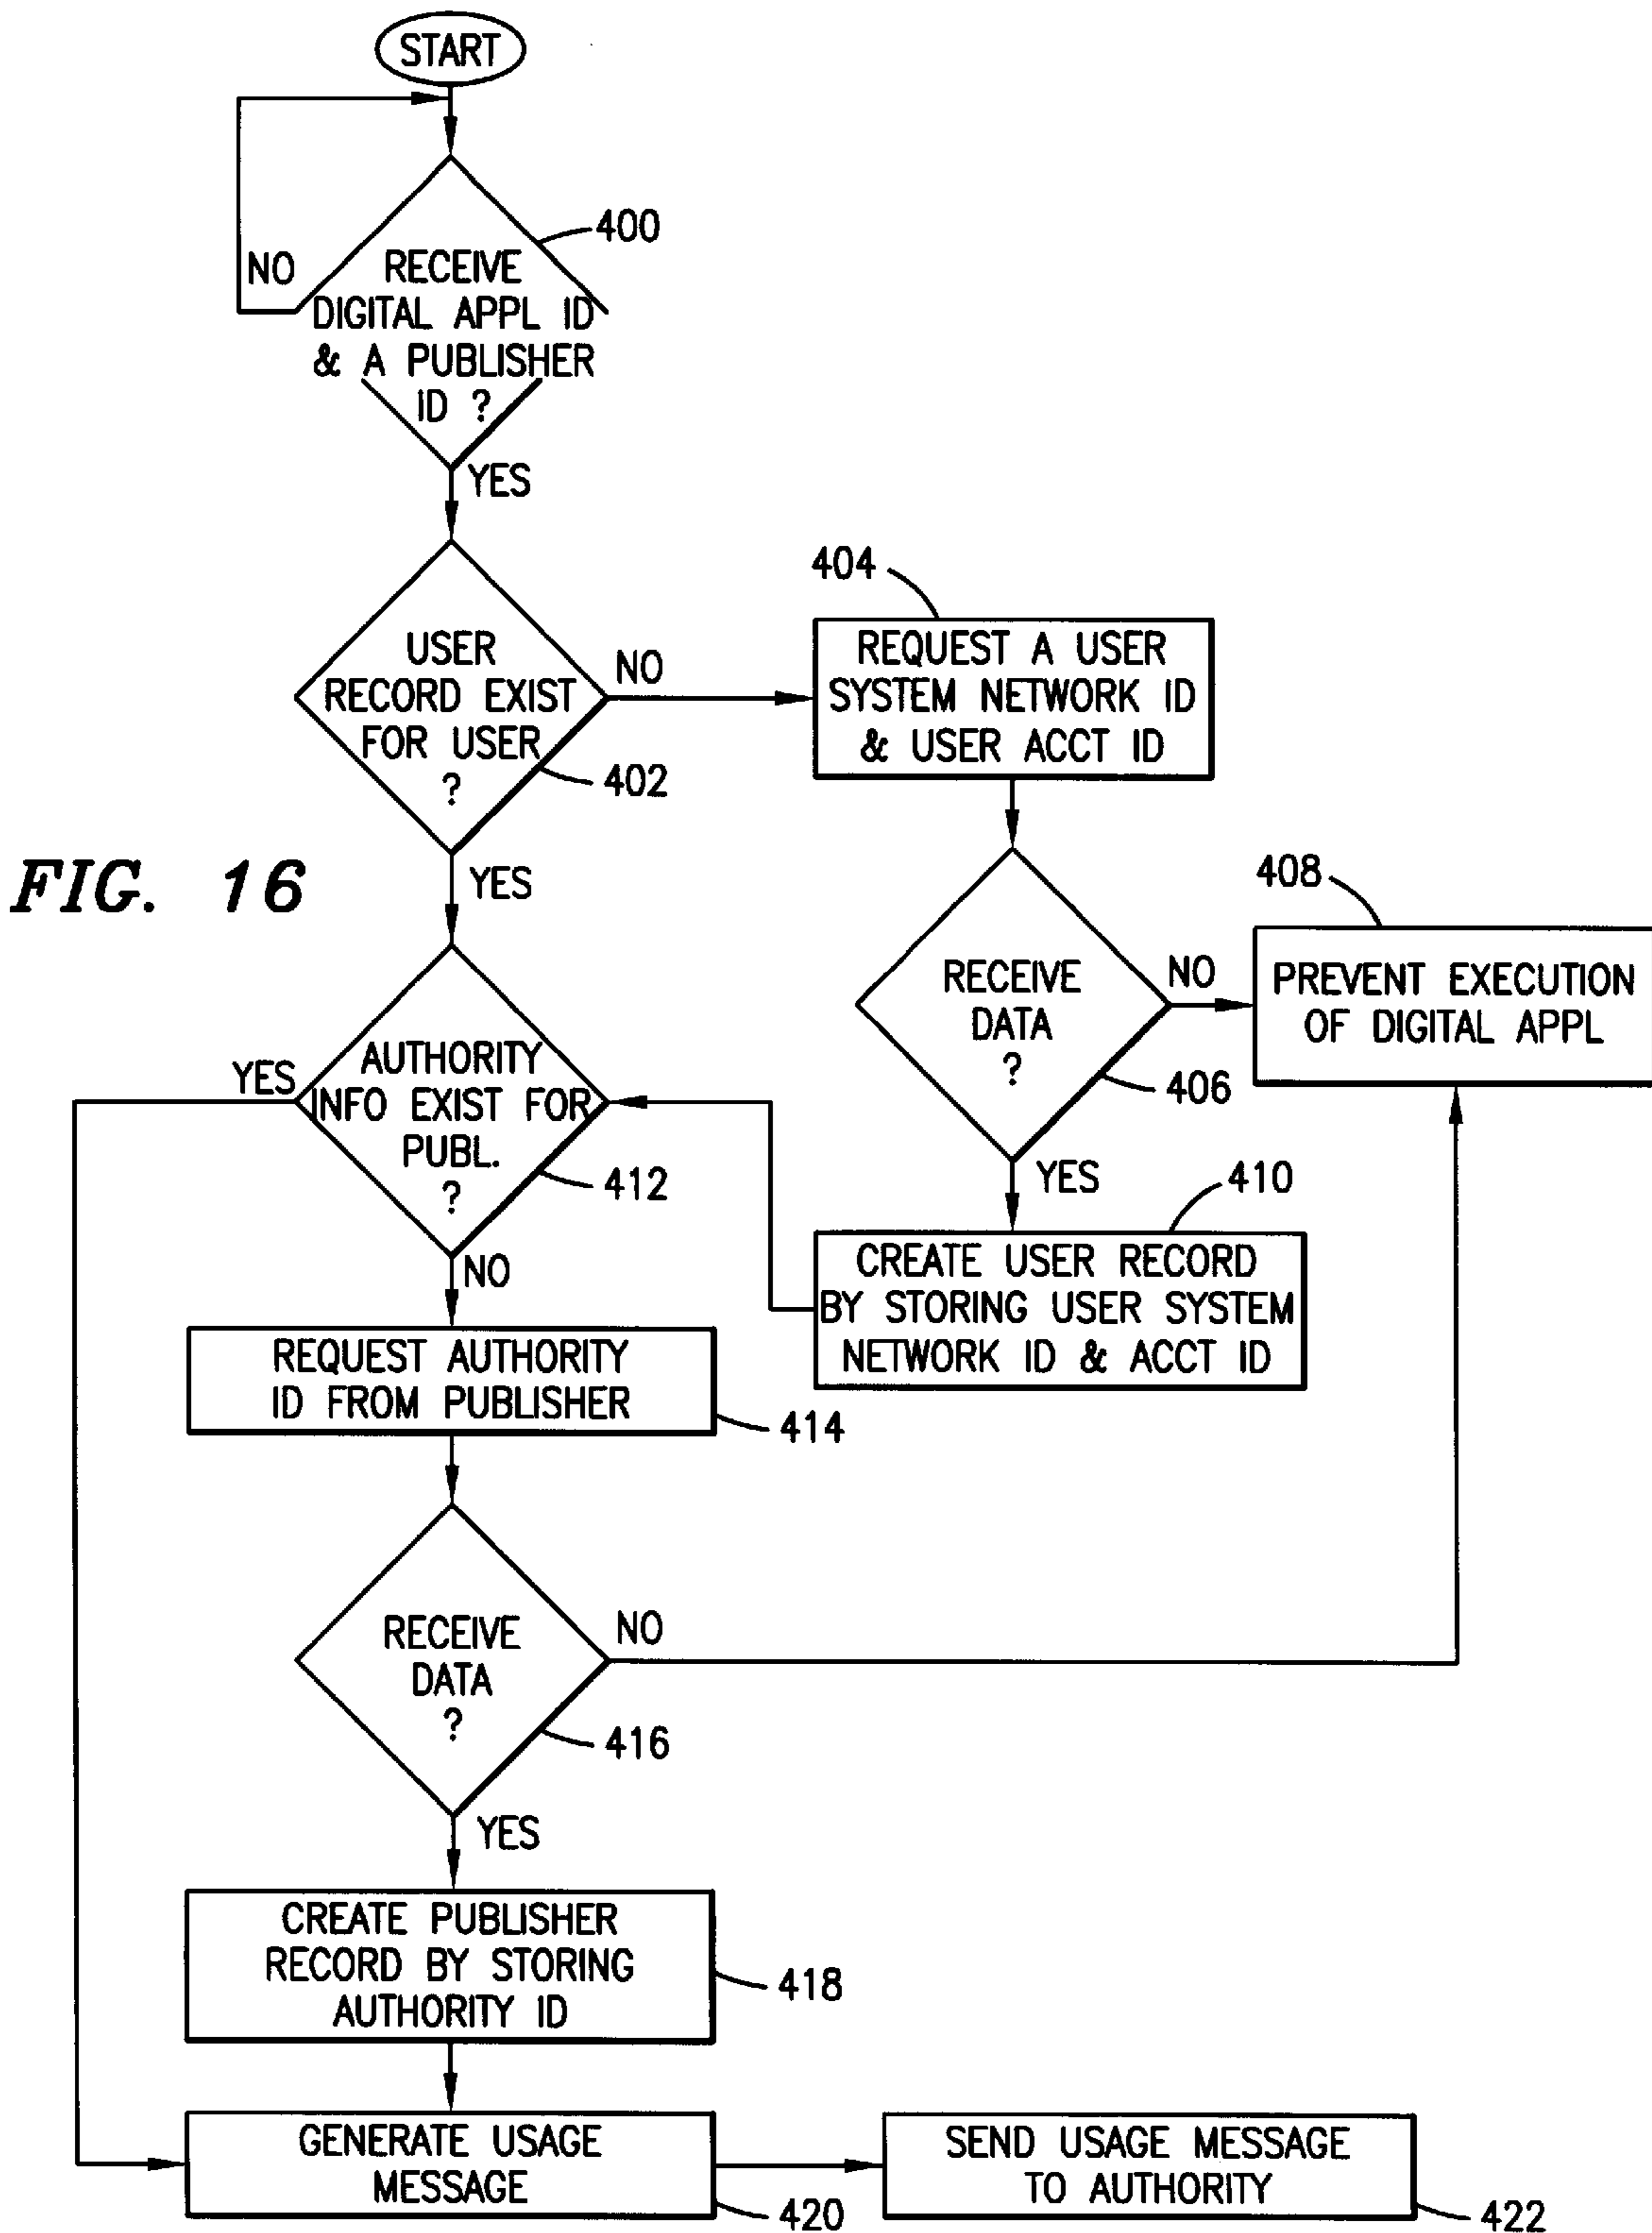 START
400
NO
RECEIVE
DIGITAL APPL ID
& A PUBLISHER
ID ?
YES
USER
RECORD EXIST
FOR USER
?
402
NO
404
REQUEST A USER
SYSTEM NETWORK ID
& USER ACCT ID
FIG. 16
YES
RECEIVE
DATA
?
406
NO
408
PREVENT EXECUTION
OF DIGITAL APPL
YES
AUTHORITY
INFO EXIST FOR
PUBL.
?
412
YES
410
CREATE USER RECORD
BY STORING USER SYSTEM
NETWORK ID & ACCT ID
NO
REQUEST AUTHORITY
ID FROM PUBLISHER
414
RECEIVE
DATA
?
416
NO
YES
CREATE PUBLISHER
RECORD BY STORING
AUTHORITY ID
418
GENERATE USAGE
MESSAGE
420
SEND USAGE MESSAGE
TO AUTHORITY
422